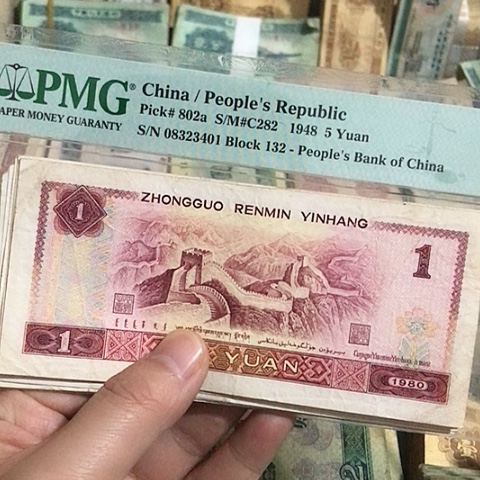 PMG®
PAPER MONEY GUARANTY
China / People's Republic
Pick# 802a S/M#C282 1948 5 Yuan
S/N 08323401 Block 132 - People's Bank of China
ZHONGGUO RENMIN YINHANG
1
1
1
YUAN
1980